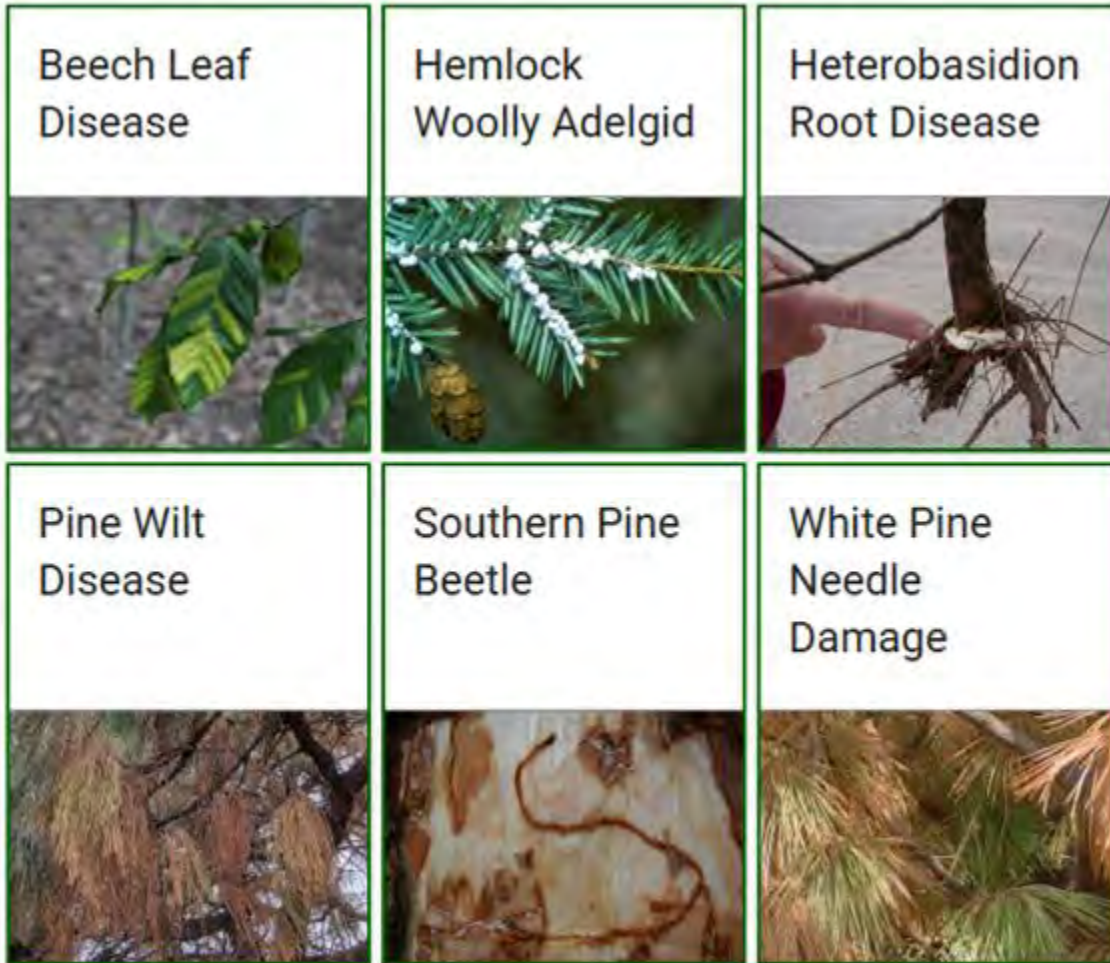 Beech Leaf
Disease
Hemlock
Woolly Adelgid
Heterobasidion
Root Disease
Pine Wilt
Disease
Southern Pine
Beetle
White Pine
Needle
Damage